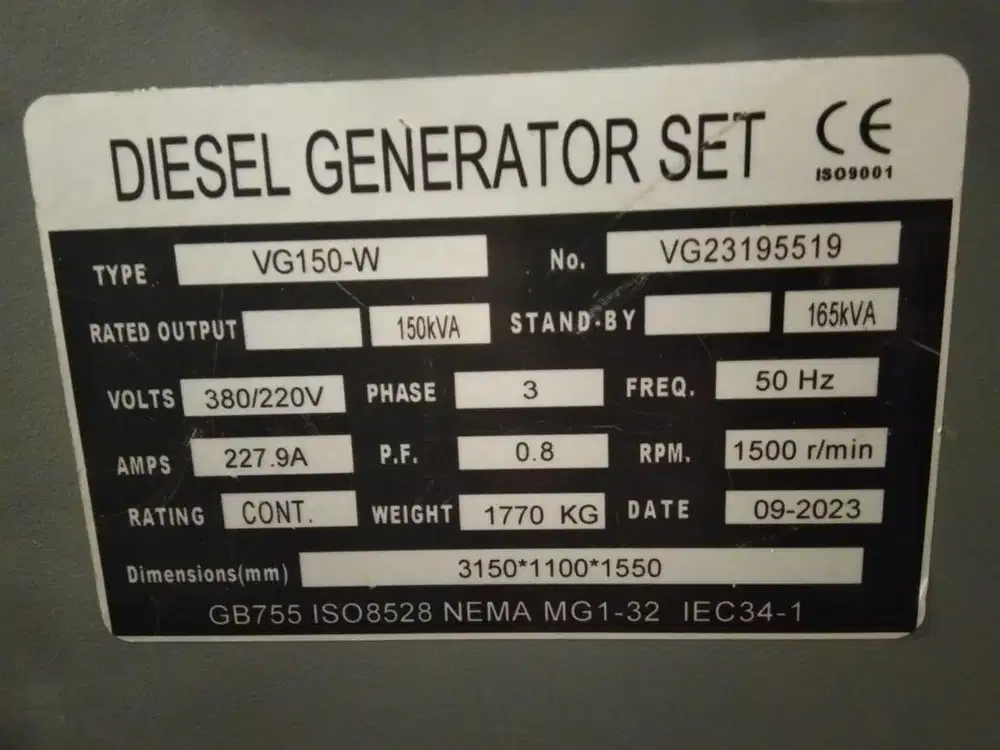 DIESEL GENERATOR SET CE
ISO9001
TYPE VG150-W No. VG23195519
RATED OUTPUT 150kVA STAND-BY 165kVA
VOLTS 380/220V PHASE 3 FREQ. 50 Hz
AMPS 227.9A P.F. 0.8 RPM. 1500 r/min
RATING CONT. WEIGHT 1770 KG DATE 09-2023
Dimensions(mm) 3150*1100*1550
GB755 ISO8528 NEMA MG1-32 IEC34-1